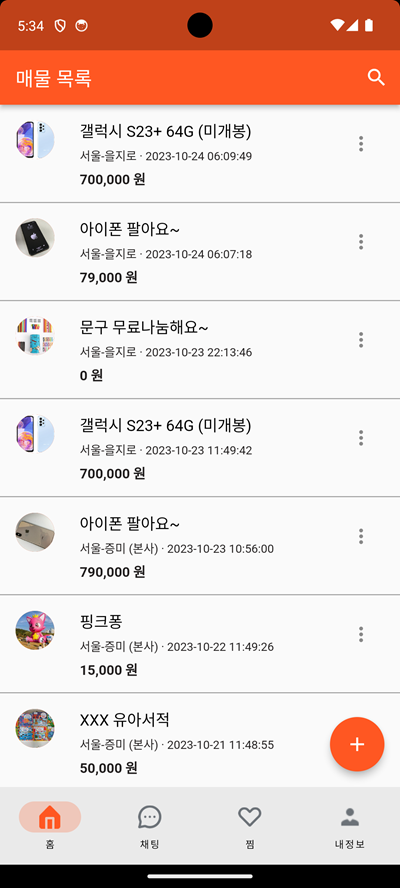 5:34
매물 목록
갤럭시 S23+ 64G (미개봉)
서울-을지로 · 2023-10-24 06:09:49
700,000 원
아이폰 팔아요~
서울-을지로 · 2023-10-24 06:07:18
79,000 원
문구 무료나눔해요~
서울-을지로 · 2023-10-23 22:13:46
0 원
갤럭시 S23+ 64G (미개봉)
서울-을지로 · 2023-10-23 11:49:42
700,000 원
아이폰 팔아요~
서울-증미 (본사) · 2023-10-23 10:56:00
790,000 원
핑크퐁
서울-증미 (본사) · 2023-10-22 11:49:26
15,000 원
XXX 유아서적
서울-증미 (본사) · 2023-10-21 11:48:55
50,000 원
홈
채팅
찜
내정보